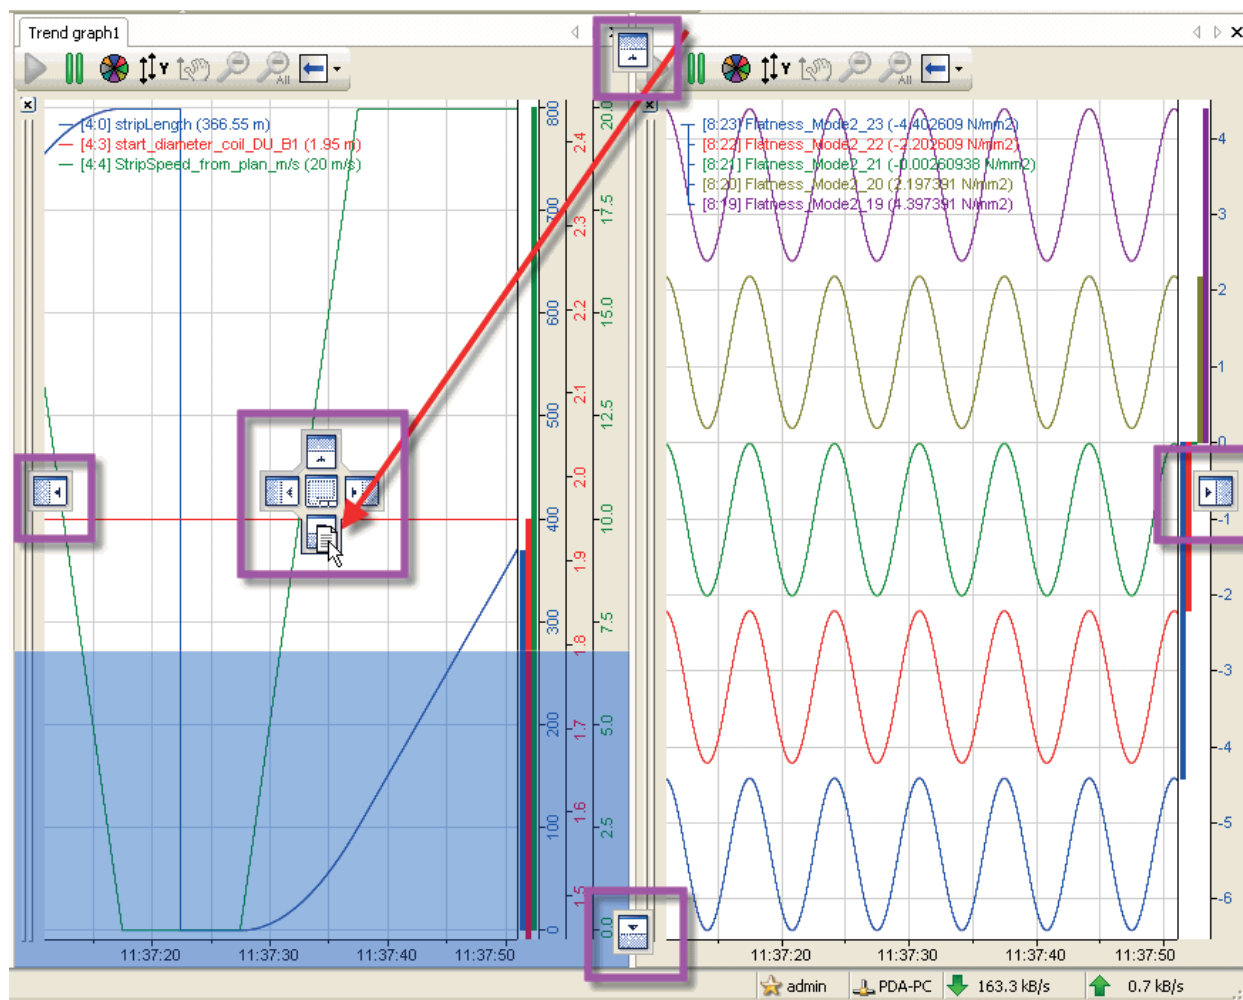 Trend graph1
Y
All
Y
All
[4:0] stripLength (366.55 m)
[4:3] start_diameter_coil_DU_B1 (1.95 m)
[4:4] StripSpeed_from_plan_m/s (20 m/s)
800
700
600
500
400
300
200
100
0
2.4
2.3
2.2
2.1
2.0
1.9
1.8
1.7
1.6
1.5
20.0
17.5
15.0
12.5
10.0
7.5
5.0
2.5
0.0
11:37:20
11:37:30
11:37:40
11:37:50
[8:23] Flatness_Mode2_23 (-4.402609 N/mm2)
[8:22] Flatness_Mode2_22 (-2.202609 N/mm2)
[8:21] Flatness_Mode2_21 (-0.00260938 N/mm2)
[8:20] Flatness_Mode2_20 (2.197391 N/mm2)
[8:19] Flatness_Mode2_19 (4.397391 N/mm2)
4
3
2
1
0
-1
-2
-3
-4
-5
-6
11:37:20
11:37:30
11:37:40
11:37:50
admin
PDA-PC
163.3 kB/s
0.7 kB/s